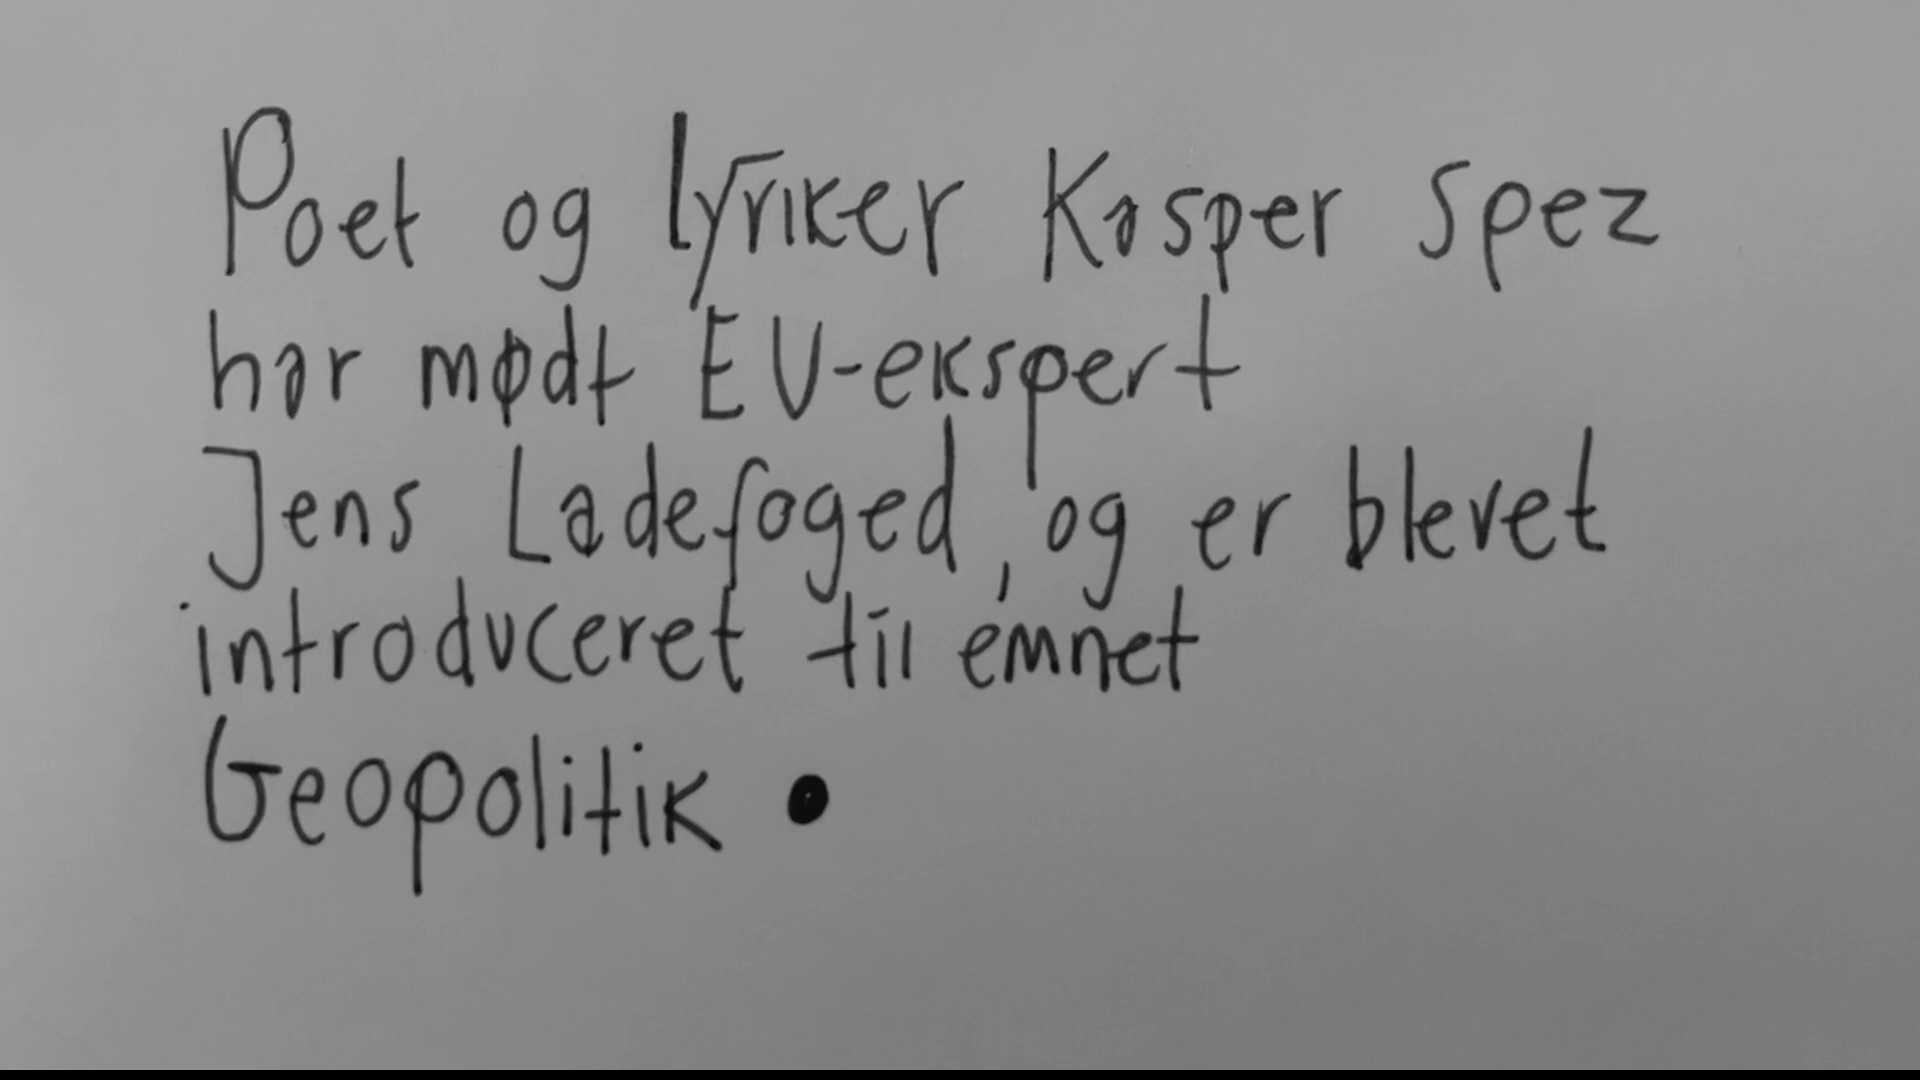 Poet og lyriker Kasper Spez
har mødt EU-ekspert
Jens Ladefoged, og er blevet
introduceret til emnet
Geopolitik.